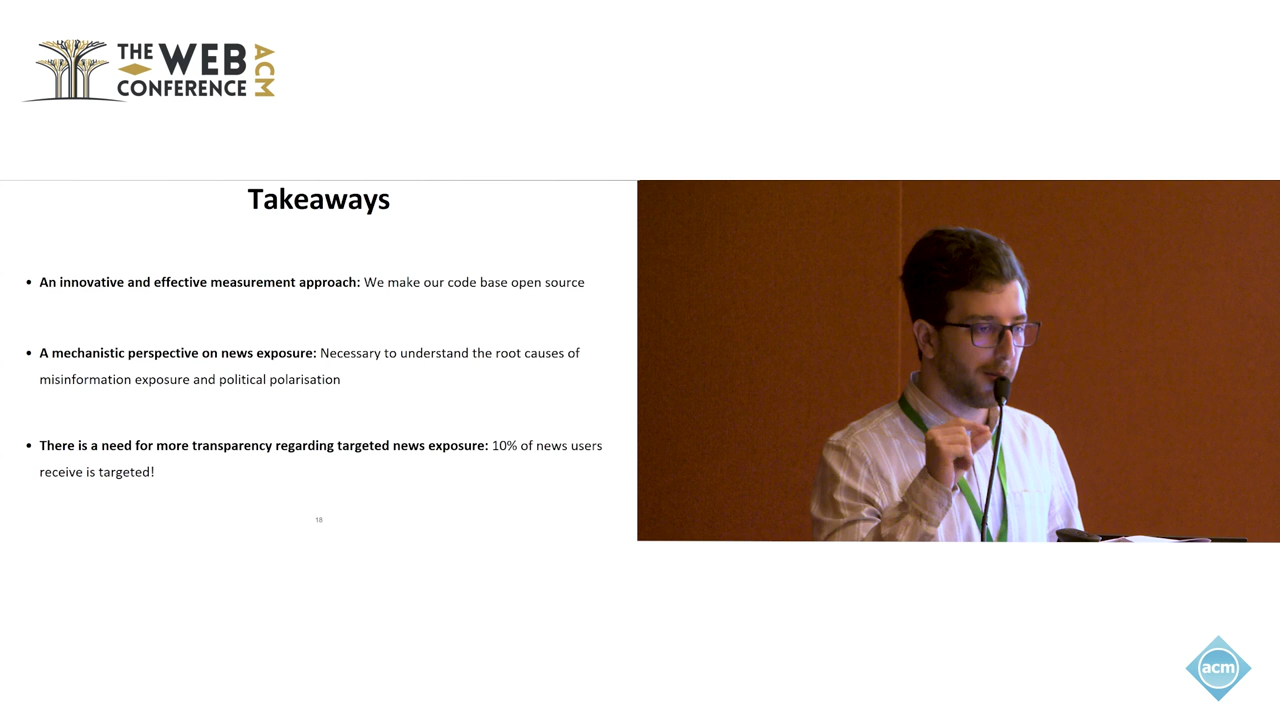 THE WEB
CONFERENCE
ACM
Takeaways
• An innovative and effective measurement approach: We make our code base open source
• A mechanistic perspective on news exposure: Necessary to understand the root causes of
misinformation exposure and political polarisation
• There is a need for more transparency regarding targeted news exposure: 10% of news users
receive is targeted!
18
acm